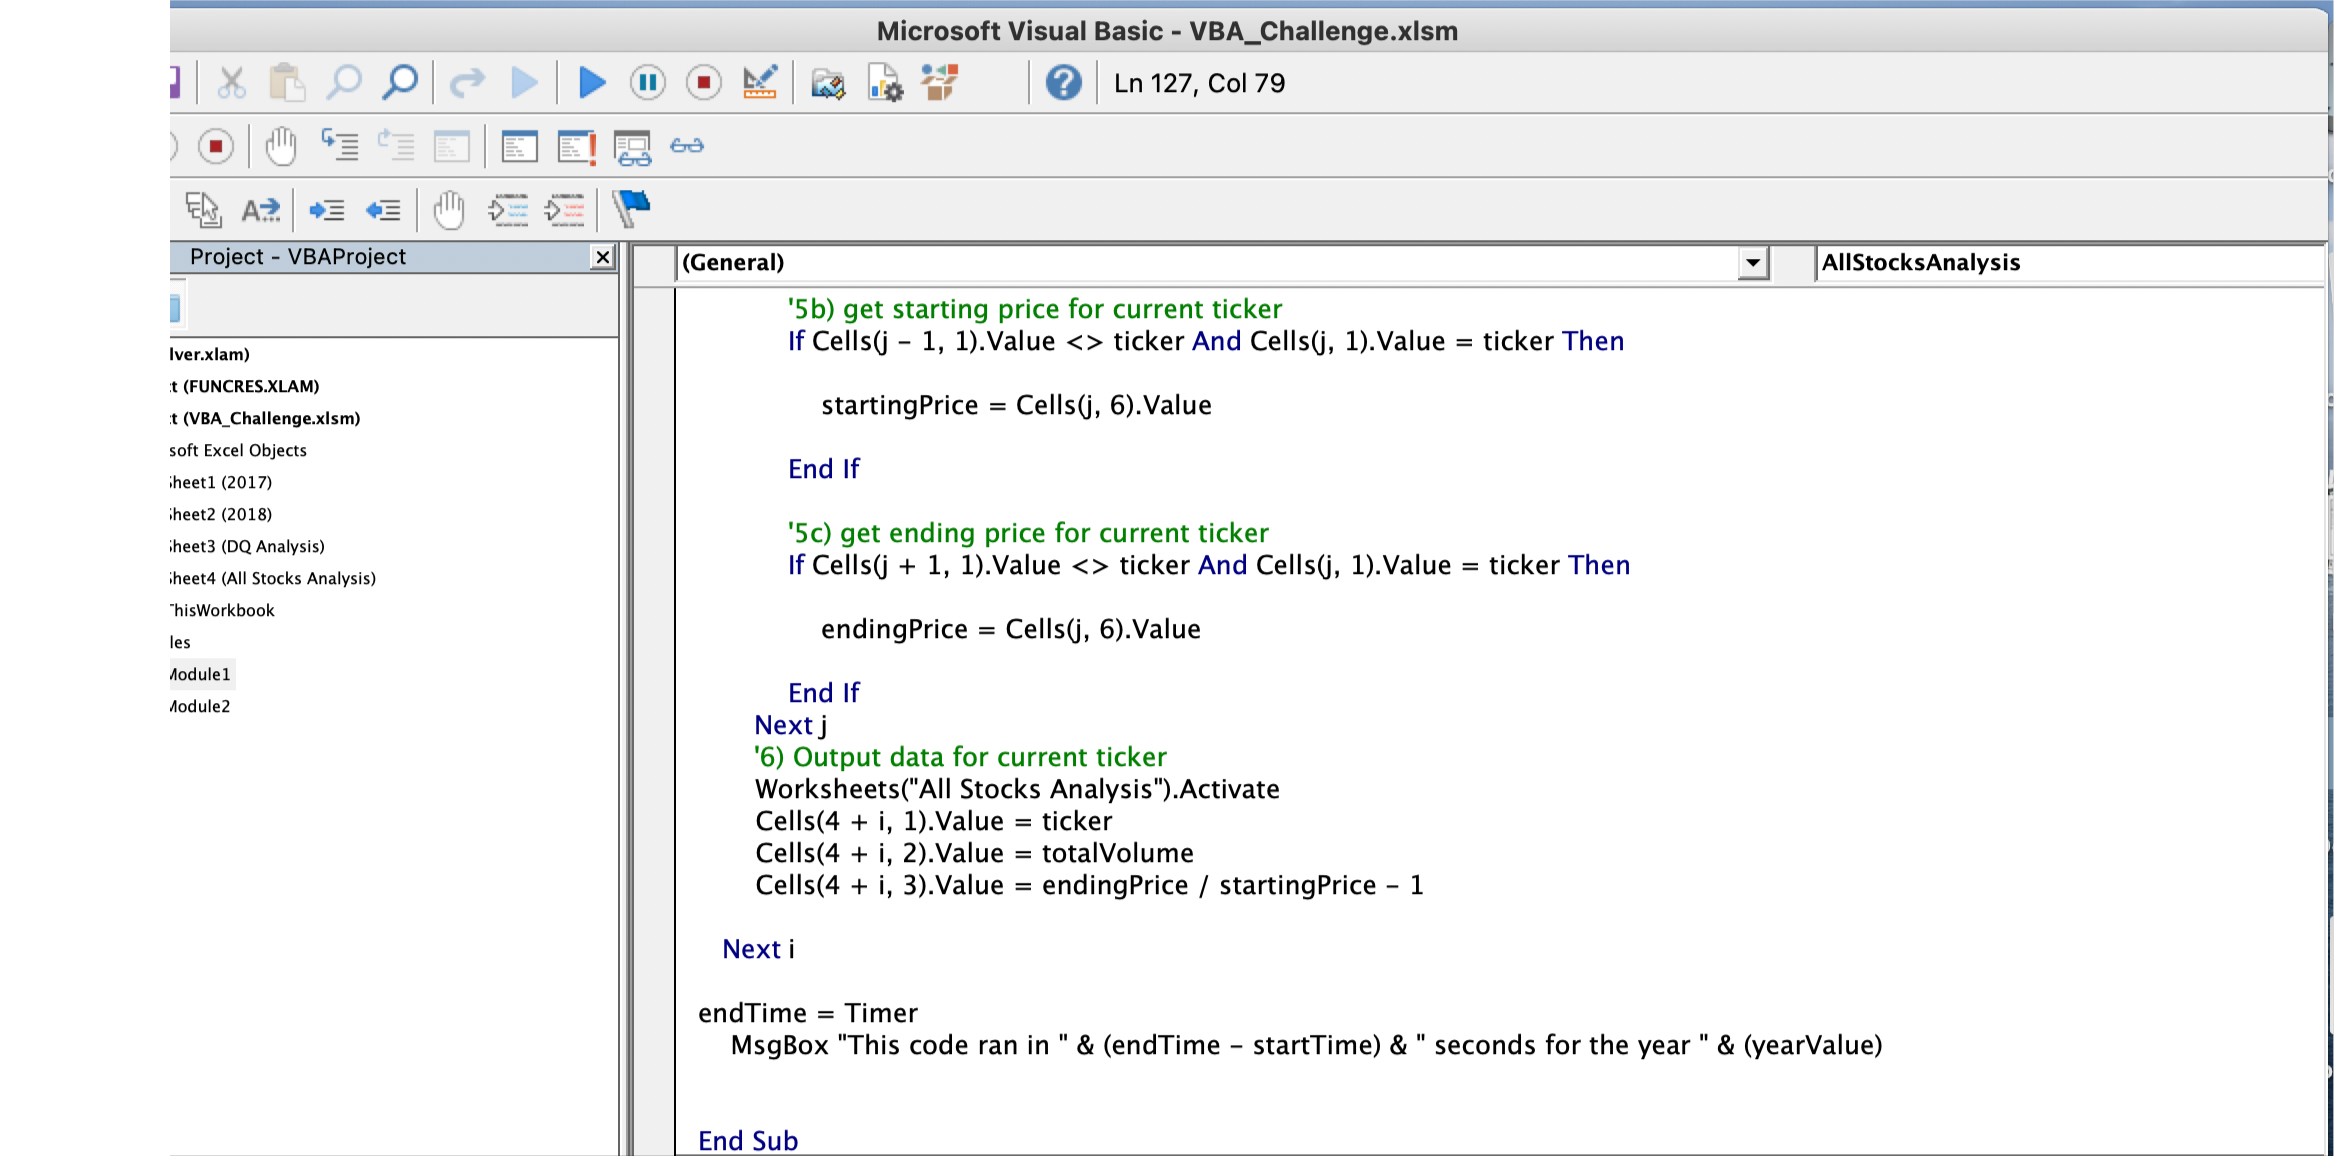 Microsoft Visual Basic - VBA_Challenge.xlsm
Ln 127, Col 79
Project - VBAProject
(General)
AllStocksAnalysis
lver.xlam)
t (FUNCRES.XLAM)
t (VBA_Challenge.xlsm)
soft Excel Objects
heet1 (2017)
heet2 (2018)
heet3 (DQ Analysis)
heet4 (All Stocks Analysis)
hisWorkbook
les
Module1
Module2
'5b) get starting price for current ticker
If Cells(j - 1, 1).Value <> ticker And Cells(j, 1).Value = ticker Then
startingPrice = Cells(j, 6).Value
End If
'5c) get ending price for current ticker
If Cells(j + 1, 1).Value <> ticker And Cells(j, 1).Value = ticker Then
endingPrice = Cells(j, 6).Value
End If
Next j
'6) Output data for current ticker
Worksheets("All Stocks Analysis").Activate
Cells(4 + i, 1).Value = ticker
Cells(4 + i, 2).Value = totalVolume
Cells(4 + i, 3).Value = endingPrice / startingPrice - 1
Next i
endTime = Timer
MsgBox "This code ran in " & (endTime - startTime) & " seconds for the year " & (yearValue)
End Sub